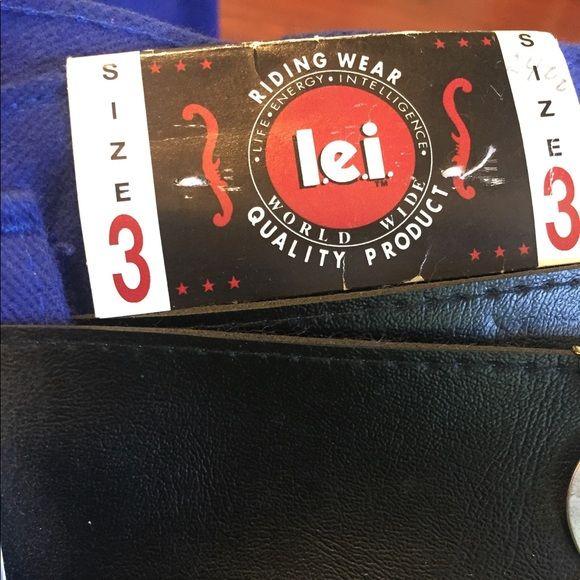 SIZE 3
RIDING WEAR
• LIFE • ENERGY • INTELLIGENCE •
l.e.i.™
WORLD WIDE
QUALITY PRODUCT
SIZE 3